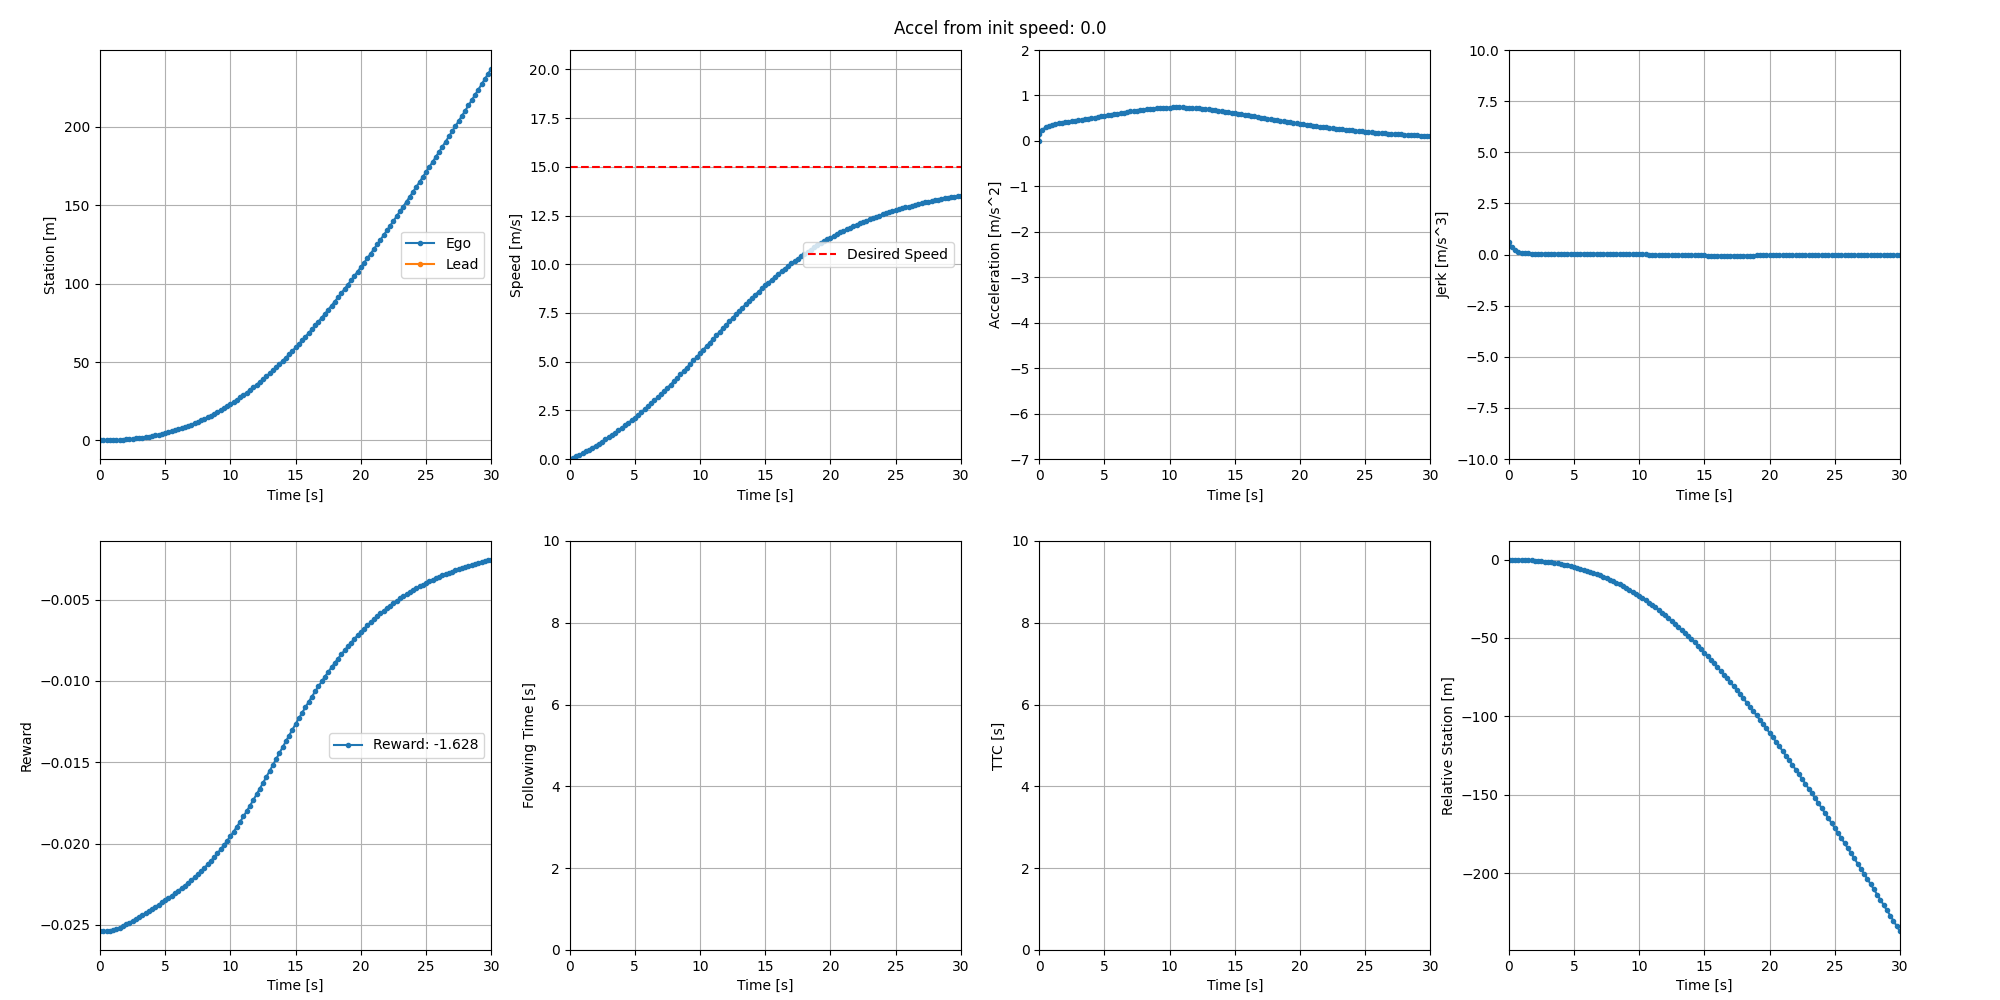 Accel from init speed: 0.0
Station [m]
200
150
100
50
0
Ego
Lead
0 5 10 15 20 25 30
Time [s]
Speed [m/s]
20.0
17.5
15.0
12.5
10.0
7.5
5.0
2.5
0.0
Desired Speed
0 5 10 15 20 25 30
Time [s]
Acceleration [m/s^2]
2
1
0
−1
−2
−3
−4
−5
−6
−7
0 5 10 15 20 25 30
Time [s]
Jerk [m/s^3]
10.0
7.5
5.0
2.5
0.0
−2.5
−5.0
−7.5
−10.0
0 5 10 15 20 25 30
Time [s]
Reward
−0.005
−0.010
−0.015
−0.020
−0.025
Reward: -1.628
0 5 10 15 20 25 30
Time [s]
Following Time [s]
10
8
6
4
2
0
0 5 10 15 20 25 30
Time [s]
TTC [s]
10
8
6
4
2
0
0 5 10 15 20 25 30
Time [s]
Relative Station [m]
0
−50
−100
−150
−200
0 5 10 15 20 25 30
Time [s]